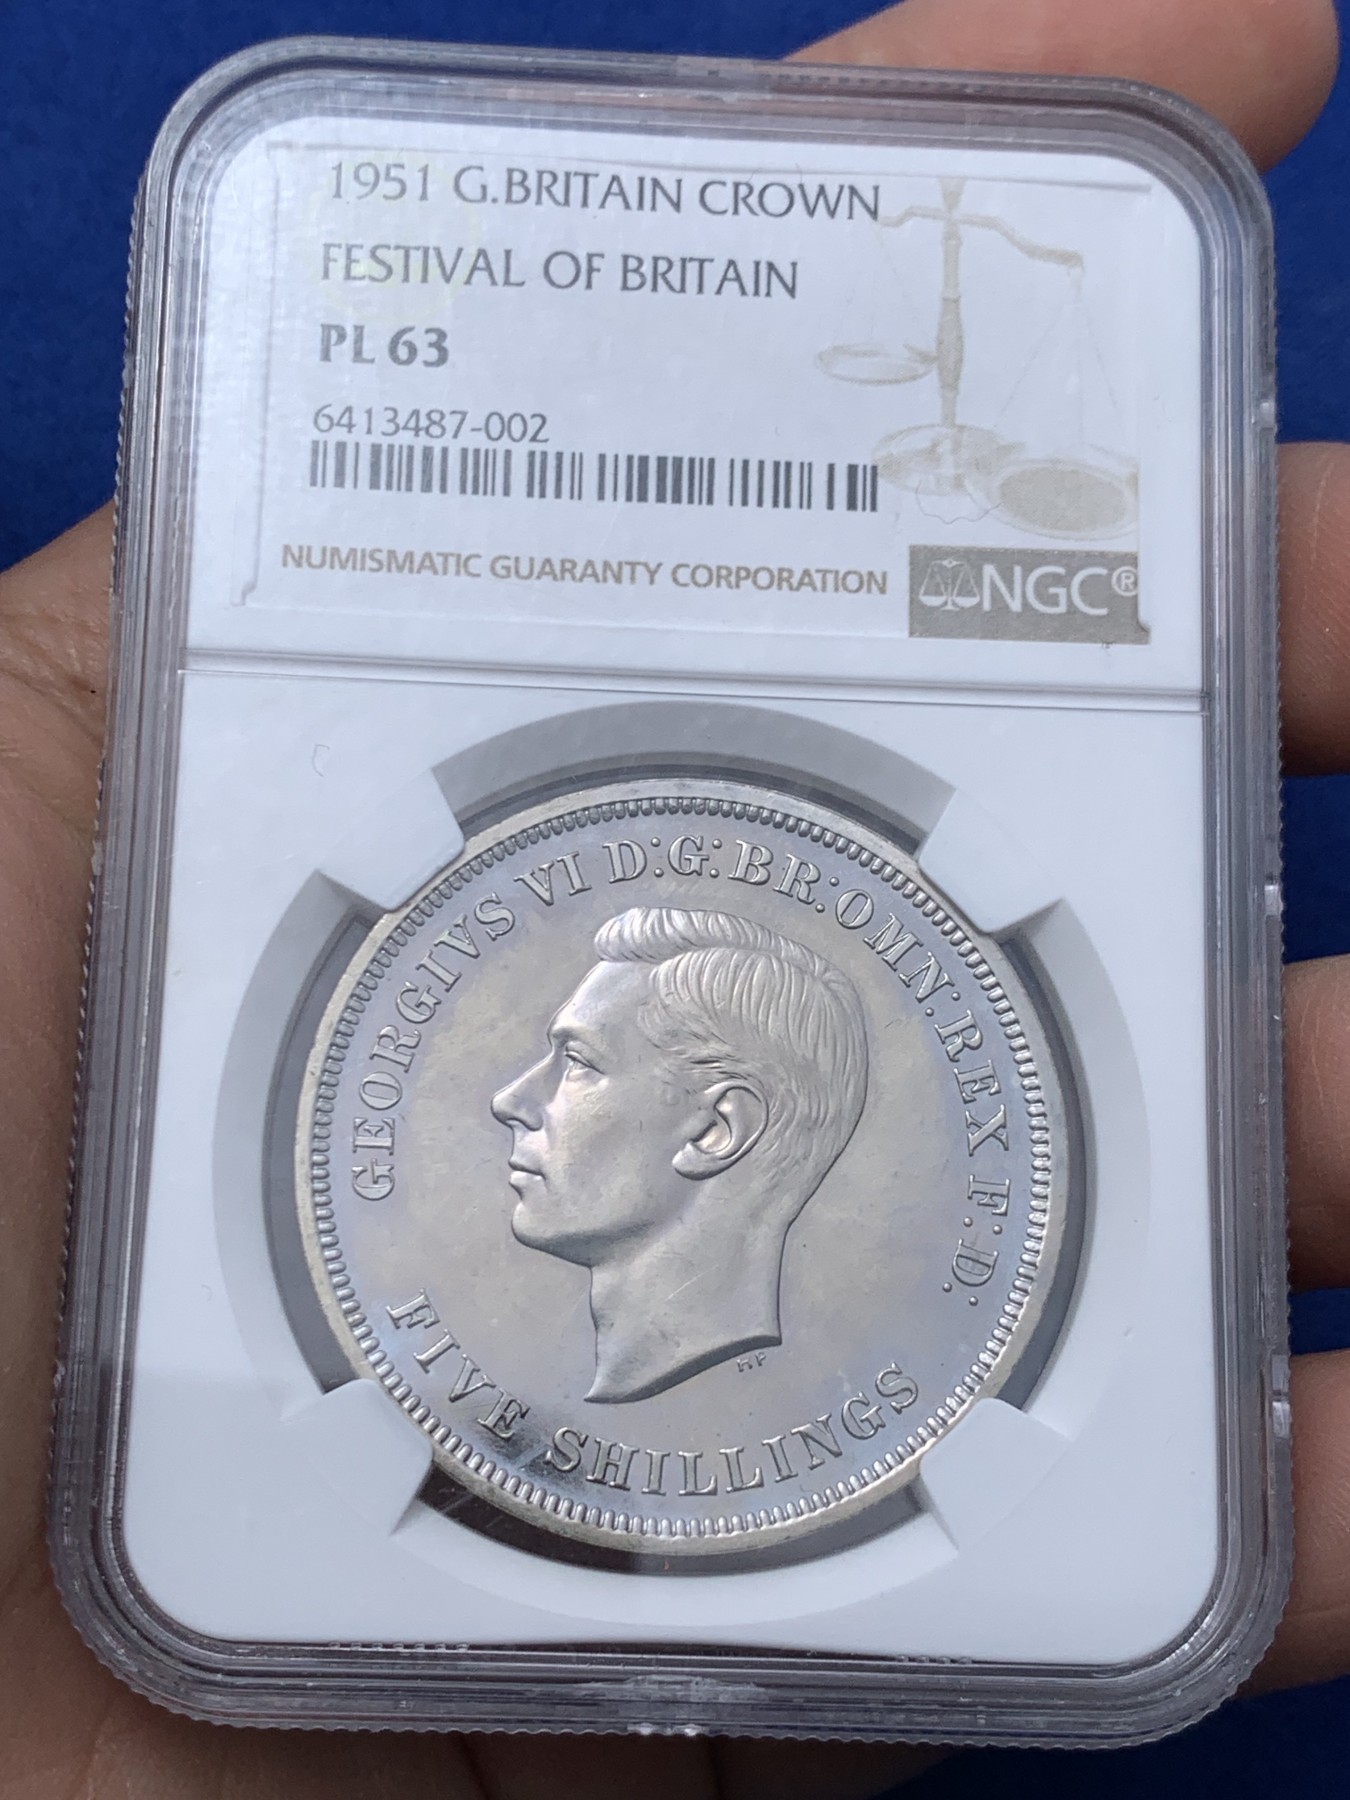 1951 G.BRITAIN CROWN
FESTIVAL OF BRITAIN
PL 63
6413487-002
NUMISMATIC GUARANTY CORPORATION
NGC®
GEORGIVS VI D:G:BR:OMN:REX F:D:
HP
FIVE SHILLINGS